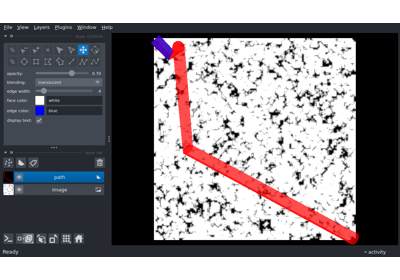 File View Layers Plugins Window Help
opacity: 0.70
blending: translucent
edge width:
face color: white
edge color: blue
display text:
path
Image
Ready activity